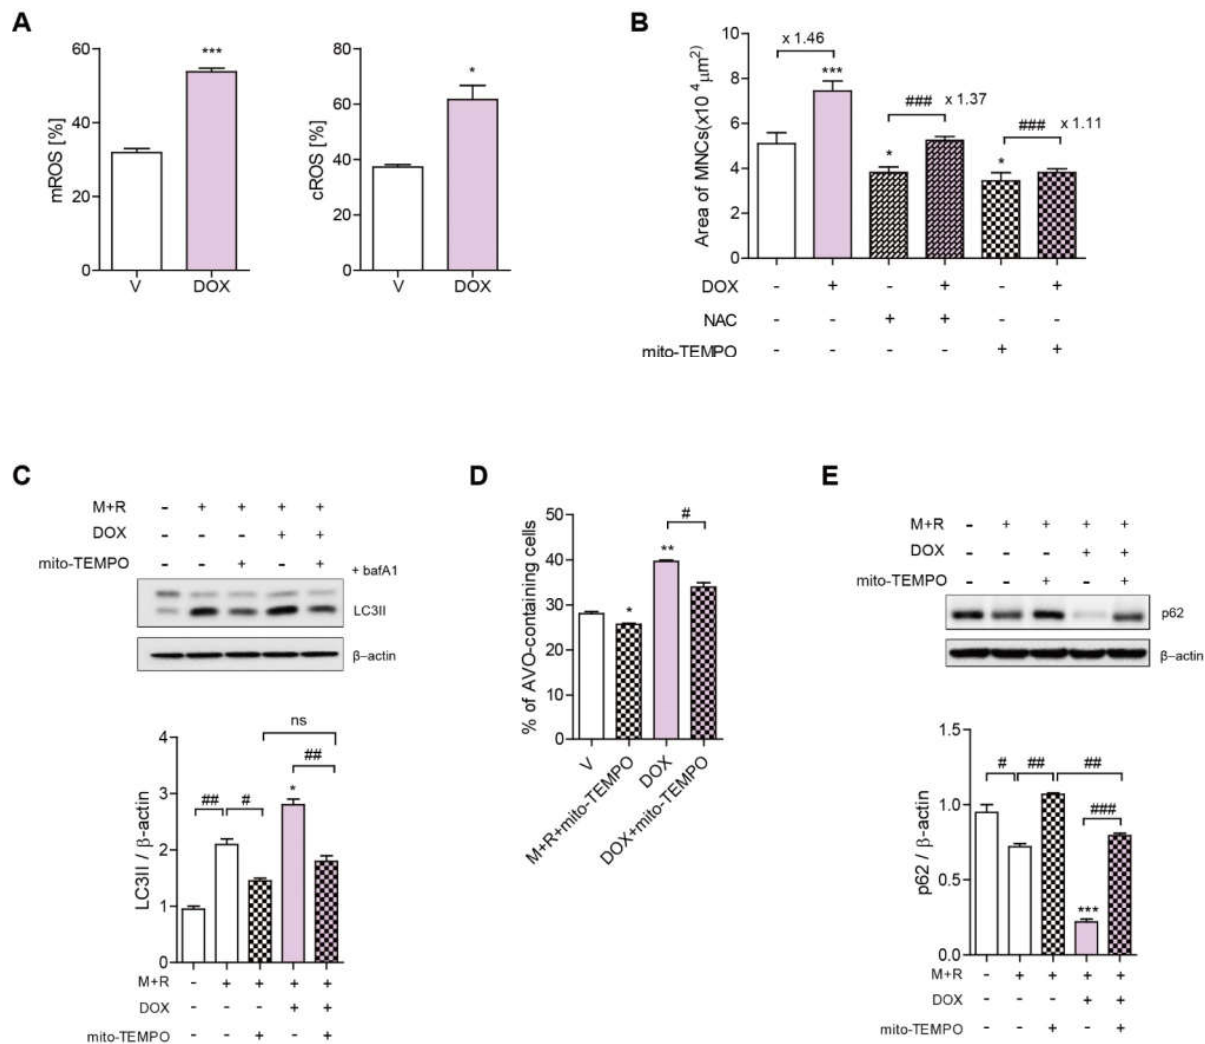 A
mROS [%]
60
40
20
0
***
V DOX
cROS [%]
80
60
40
20
0
*
V DOX
B
Area of MNCs(x10 ⁴μm²)
10
8
6
4
2
0
x 1.46
***
### x 1.37
*
### x 1.11
*
DOX - + - + - +
NAC - - + + - -
mito-TEMPO - - - - + +
C
M+R - + + + +
DOX - - - + +
mito-TEMPO - - + - +
+ bafA1
LC3II
β–actin
LC3II / β-actin
4
3
2
1
0
ns
##
*
## #
M+R - + + + +
DOX - - - + +
mito-TEMPO - - + - +
D
% of AVO-containing cells
50
40
30
20
10
0
#
**
*
V
M+R+mito-TEMPO
DOX
DOX+mito-TEMPO
E
M+R - + + + +
DOX - - - + +
mito-TEMPO - - + - +
p62
β–actin
p62 / β-actin
1.5
1.0
0.5
0.0
# ## ##
###
***
M+R - + + + +
DOX - - - + +
mito-TEMPO - - + - +